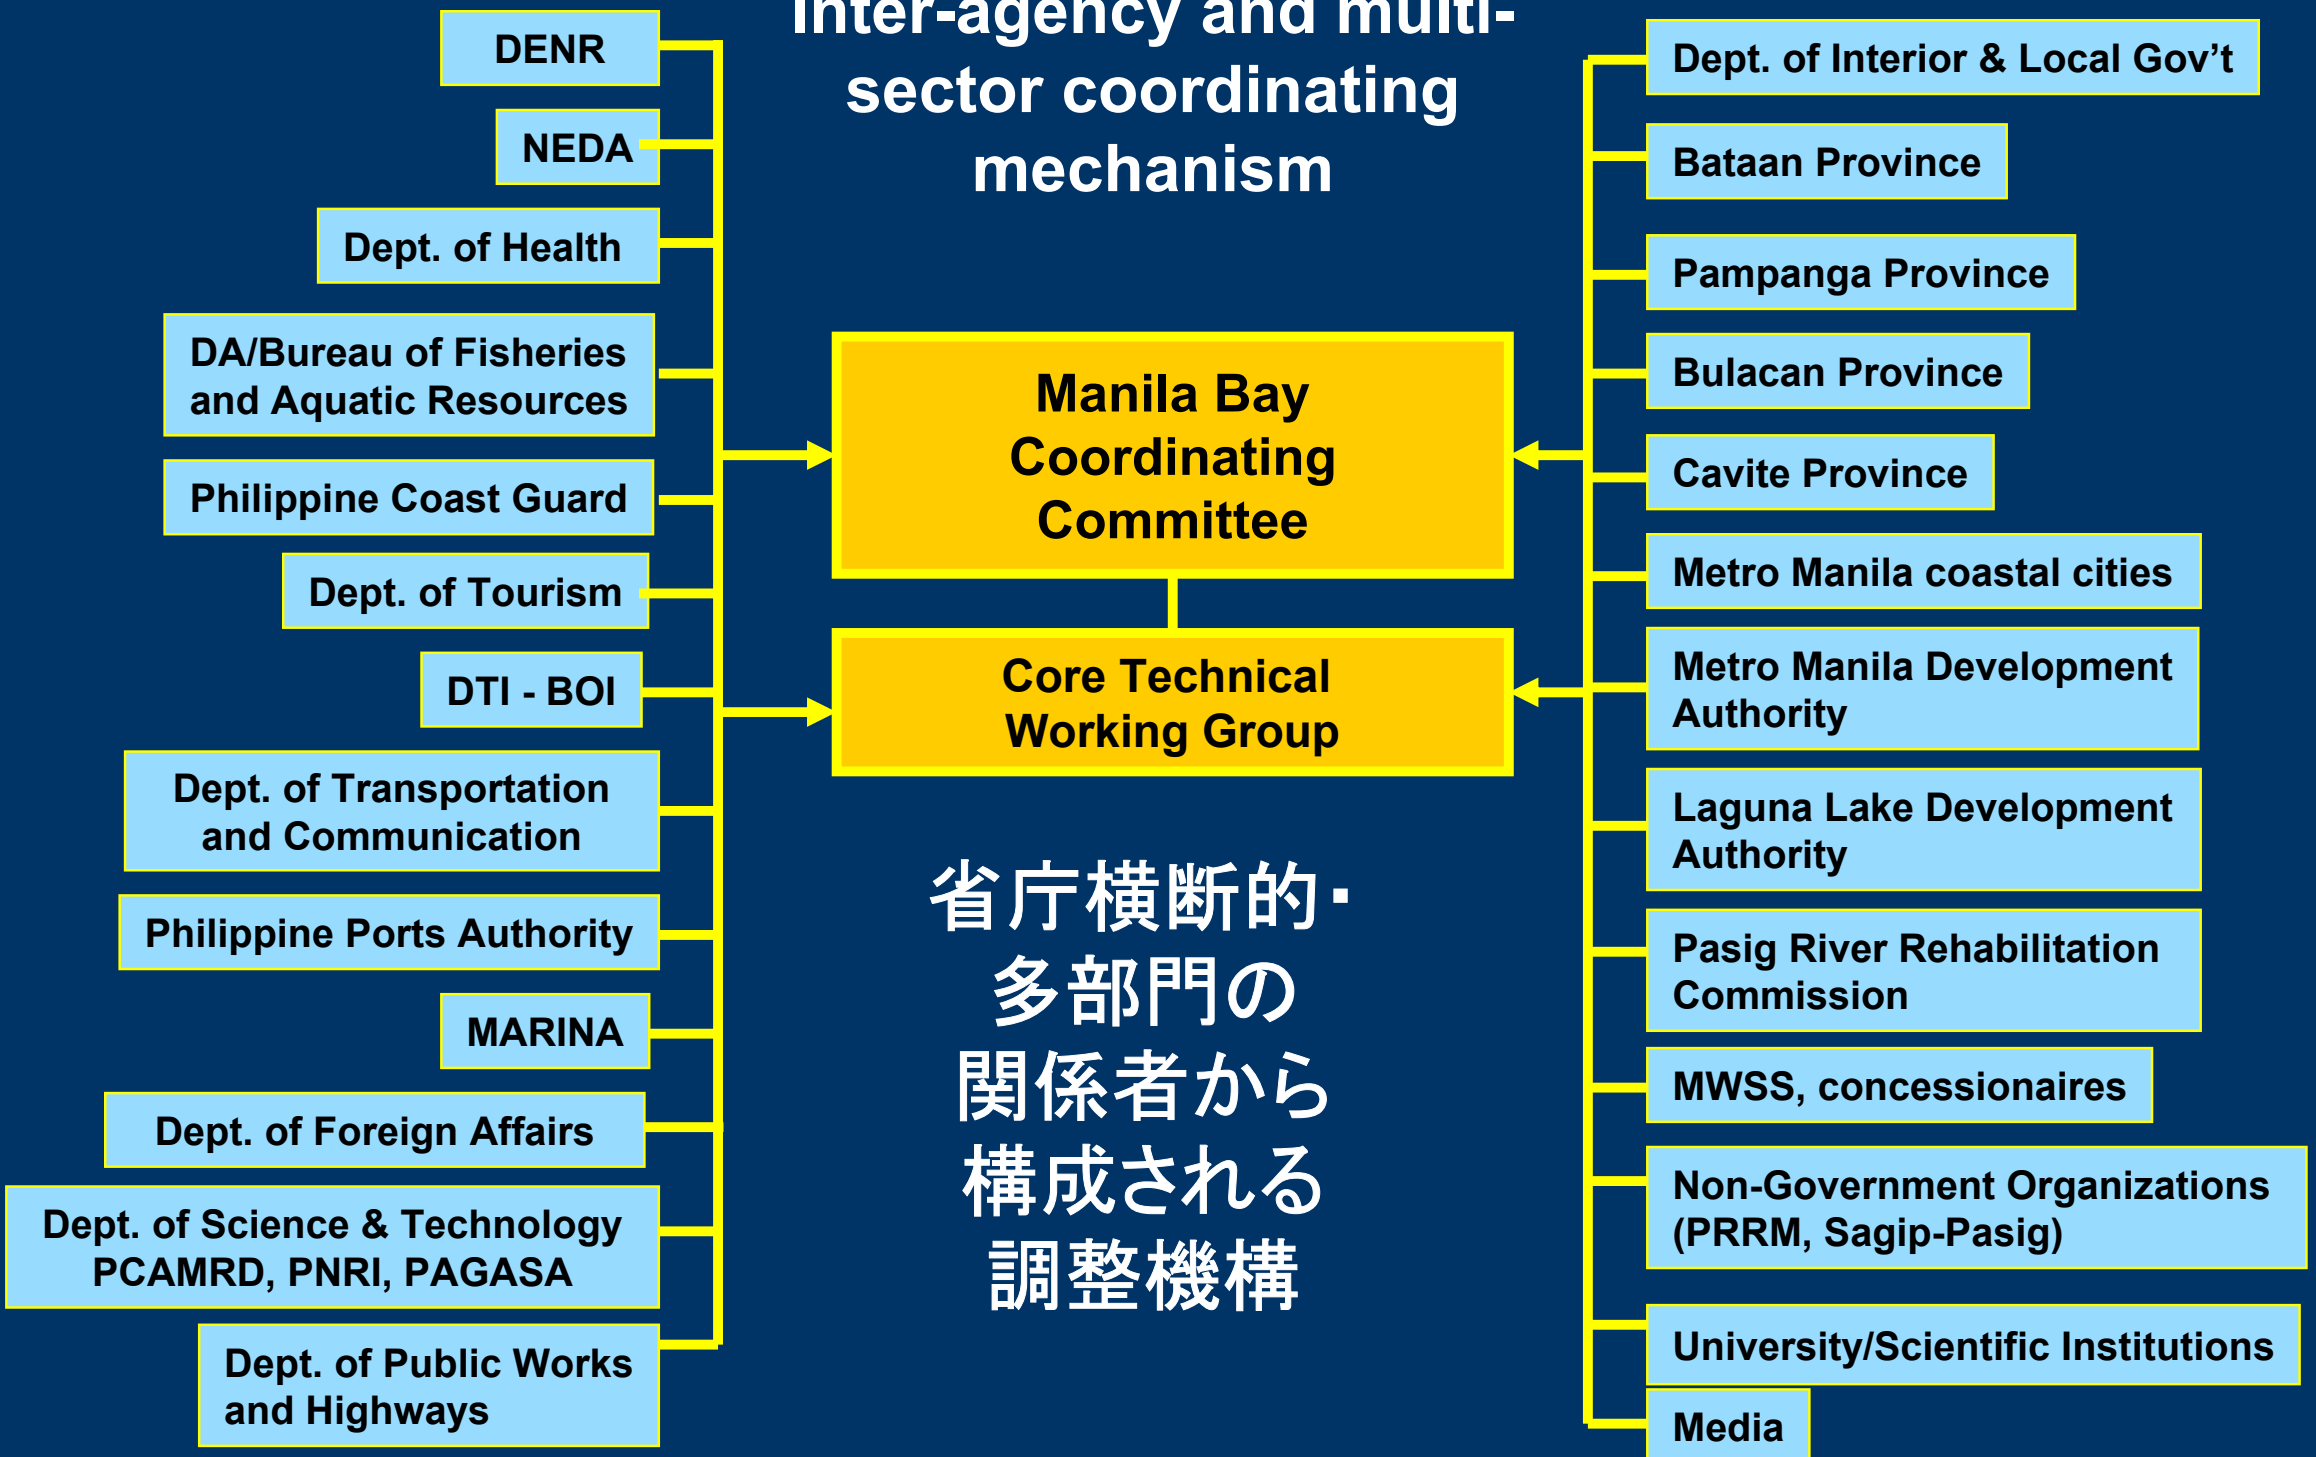 Inter-agency and multi-
sector coordinating
mechanism
DENR
NEDA
Dept. of Health
DA/Bureau of Fisheries
and Aquatic Resources
Philippine Coast Guard
Dept. of Tourism
DTI - BOI
Dept. of Transportation
and Communication
Philippine Ports Authority
MARINA
Dept. of Foreign Affairs
Dept. of Science & Technology
PCAMRD, PNRI, PAGASA
Dept. of Public Works
and Highways
Manila Bay
Coordinating
Committee
Core Technical
Working Group
省庁横断的・
多部門の
関係者から
構成される
調整機構
Dept. of Interior & Local Gov’t
Bataan Province
Pampanga Province
Bulacan Province
Cavite Province
Metro Manila coastal cities
Metro Manila Development
Authority
Laguna Lake Development
Authority
Pasig River Rehabilitation
Commission
MWSS, concessionaires
Non-Government Organizations
(PRRM, Sagip-Pasig)
University/Scientific Institutions
Media